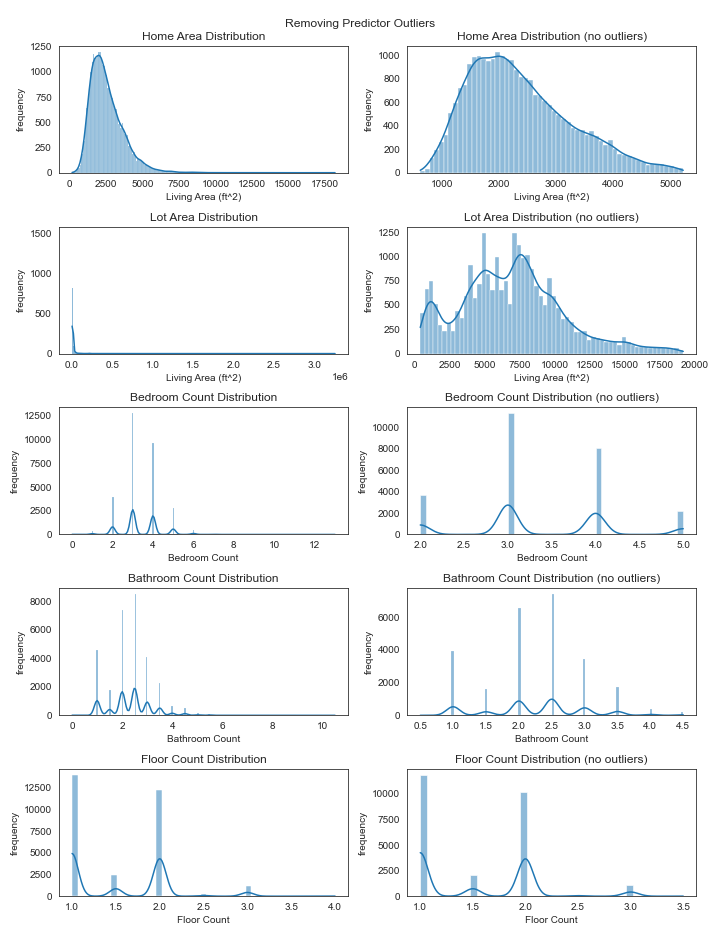 Removing Predictor Outliers
Home Area Distribution
1250
1000
750
500
250
0
frequency
0 2500 5000 7500 10000 12500 15000 17500
Living Area (ft^2)
Home Area Distribution (no outliers)
1000
800
600
400
200
0
frequency
1000 2000 3000 4000 5000
Living Area (ft^2)
Lot Area Distribution
1500
1000
500
0
frequency
0.0 0.5 1.0 1.5 2.0 2.5 3.0
1e6
Living Area (ft^2)
Lot Area Distribution (no outliers)
1250
1000
750
500
250
0
frequency
0 2500 5000 7500 10000 12500 15000 17500 20000
Living Area (ft^2)
Bedroom Count Distribution
12500
10000
7500
5000
2500
0
frequency
0 2 4 6 8 10 12
Bedroom Count
Bedroom Count Distribution (no outliers)
10000
8000
6000
4000
2000
0
frequency
2.0 2.5 3.0 3.5 4.0 4.5 5.0
Bedroom Count
Bathroom Count Distribution
8000
6000
4000
2000
0
frequency
0 2 4 6 8 10
Bathroom Count
Bathroom Count Distribution (no outliers)
6000
4000
2000
0
frequency
0.5 1.0 1.5 2.0 2.5 3.0 3.5 4.0 4.5
Bathroom Count
Floor Count Distribution
12500
10000
7500
5000
2500
0
frequency
1.0 1.5 2.0 2.5 3.0 3.5 4.0
Floor Count
Floor Count Distribution (no outliers)
10000
7500
5000
2500
0
frequency
1.0 1.5 2.0 2.5 3.0 3.5
Floor Count